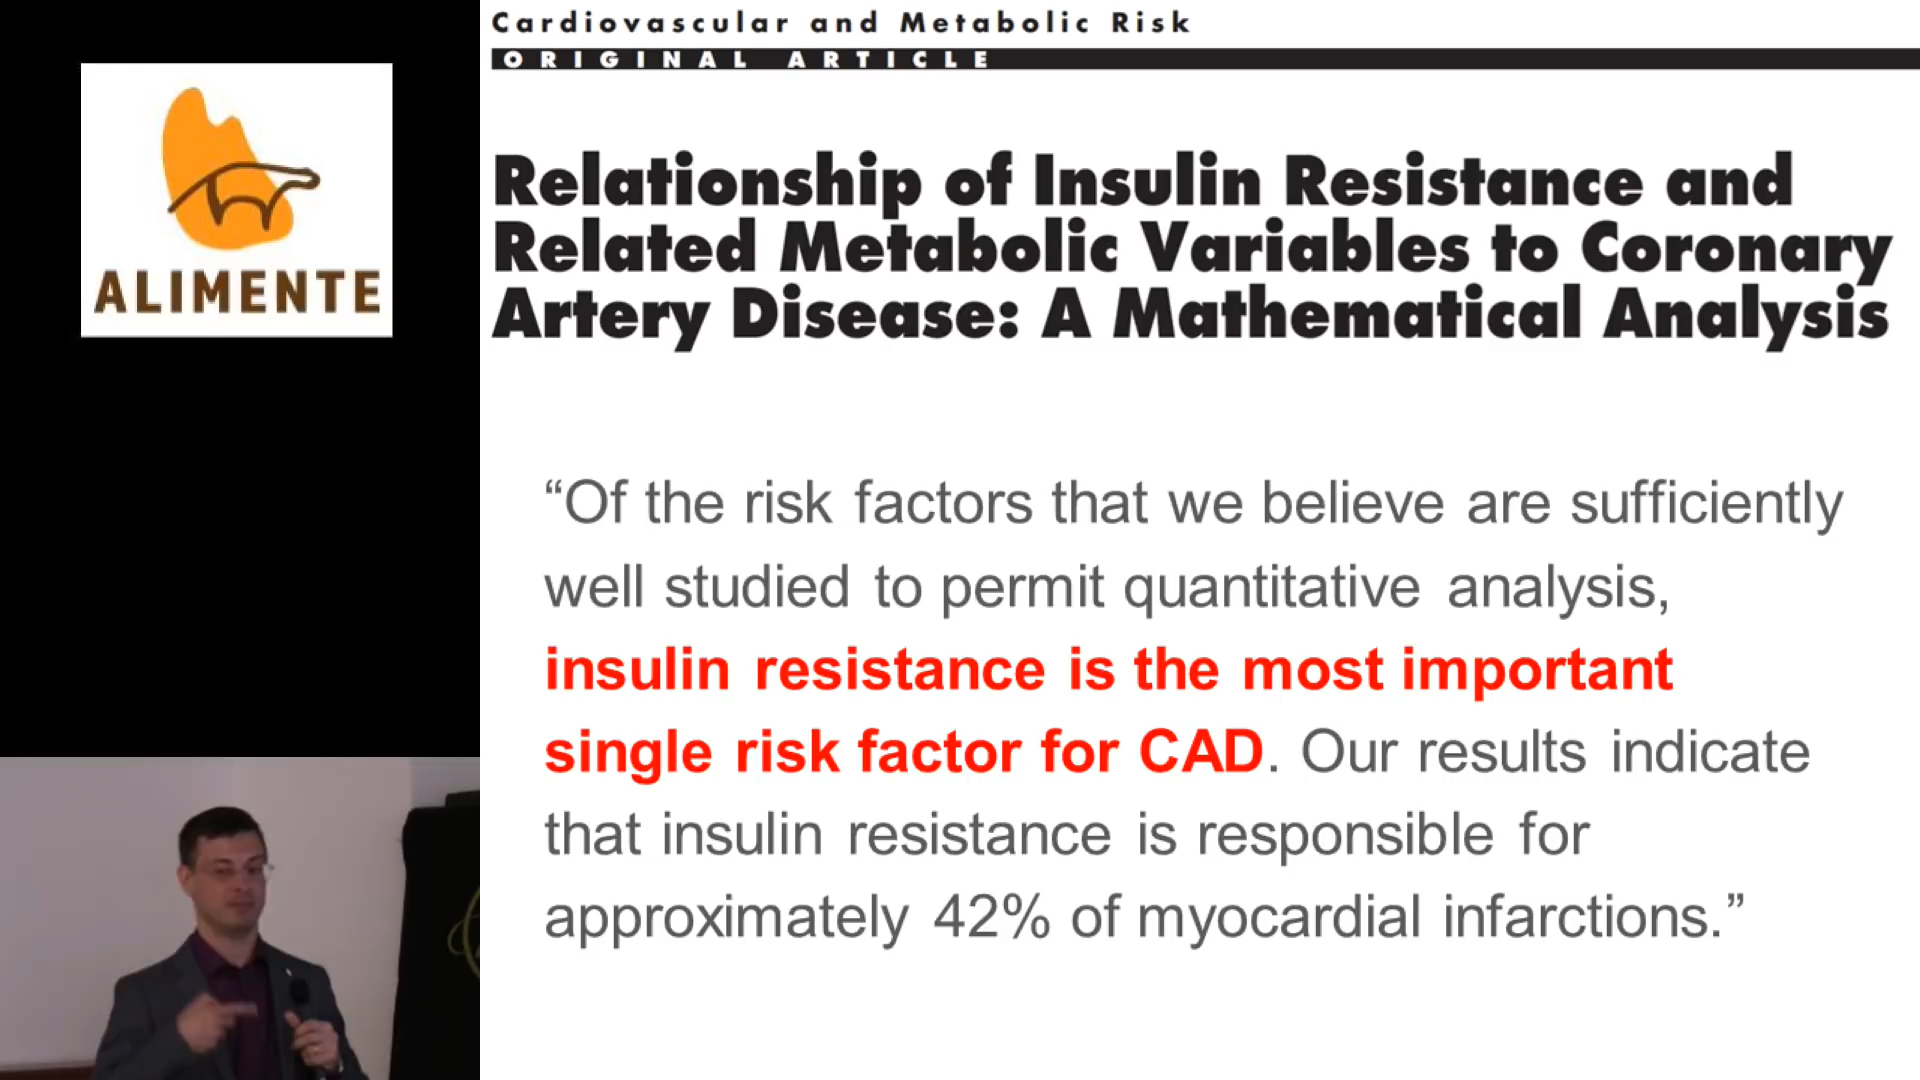 Cardiovascular and Metabolic Risk
ORIGINAL ARTICLE
ALIMENTE
Relationship of Insulin Resistance and
Related Metabolic Variables to Coronary
Artery Disease: A Mathematical Analysis
“Of the risk factors that we believe are sufficiently
well studied to permit quantitative analysis,
insulin resistance is the most important
single risk factor for CAD. Our results indicate
that insulin resistance is responsible for
approximately 42% of myocardial infarctions.”